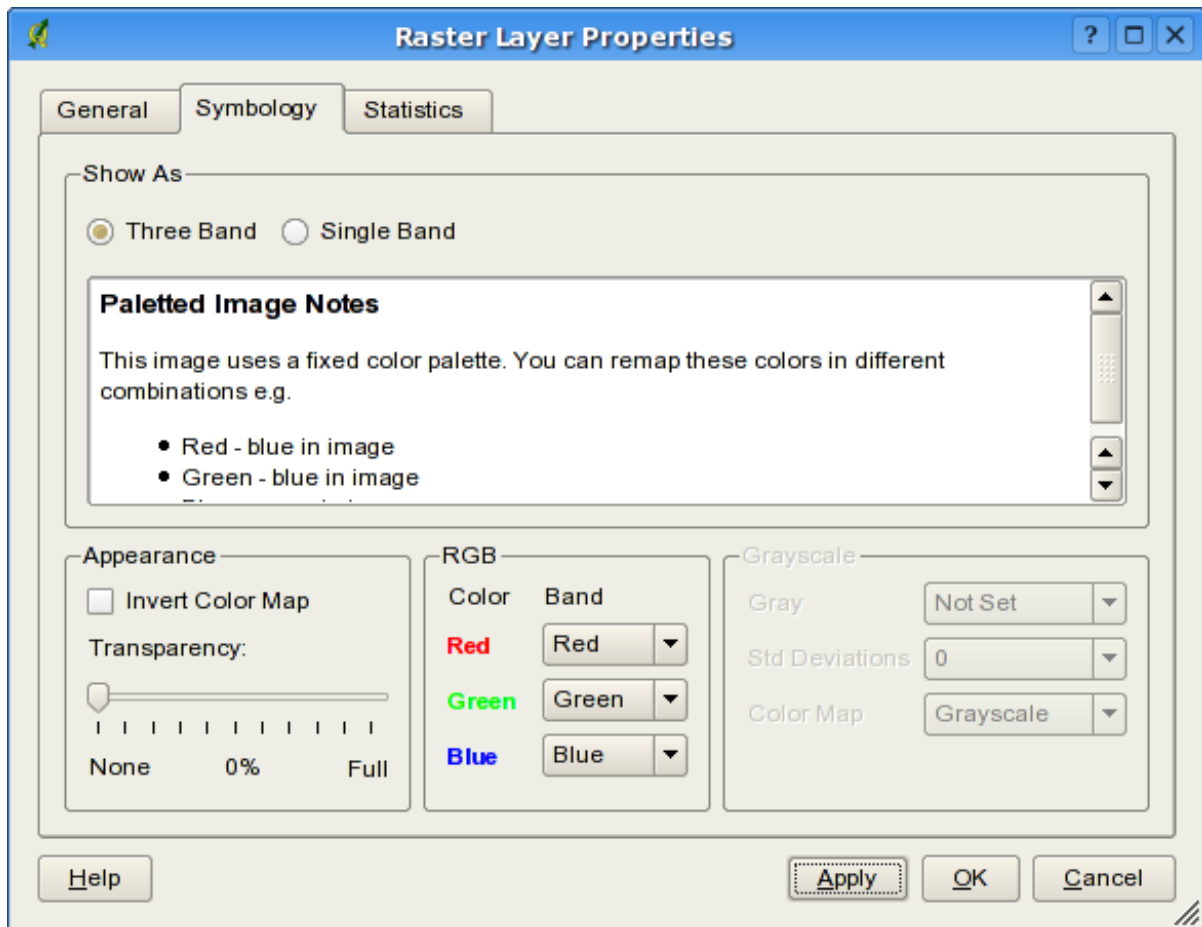 Raster Layer Properties
General Symbology Statistics
Show As
Three Band Single Band
Paletted Image Notes
This image uses a fixed color palette. You can remap these colors in different
combinations e.g.
• Red - blue in image
• Green - blue in image
Appearance
Invert Color Map
Transparency:
None 0% Full
RGB
Color Band
Red Red
Green Green
Blue Blue
Grayscale
Gray Not Set
Std Deviations 0
Color Map Grayscale
Help Apply OK Cancel